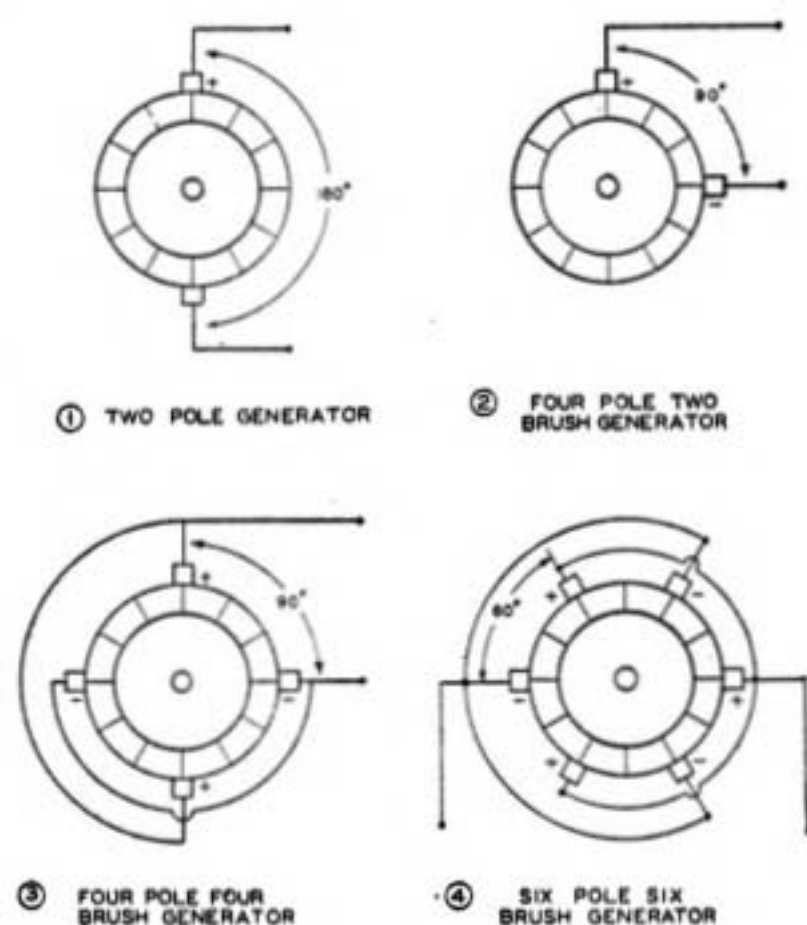 +
180°
① TWO POLE GENERATOR
+
90°
-
② FOUR POLE TWO
BRUSH GENERATOR
+
90°
-
-
+
③ FOUR POLE FOUR
BRUSH GENERATOR
60°
+
-
-
+
+
-
④ SIX POLE SIX
BRUSH GENERATOR